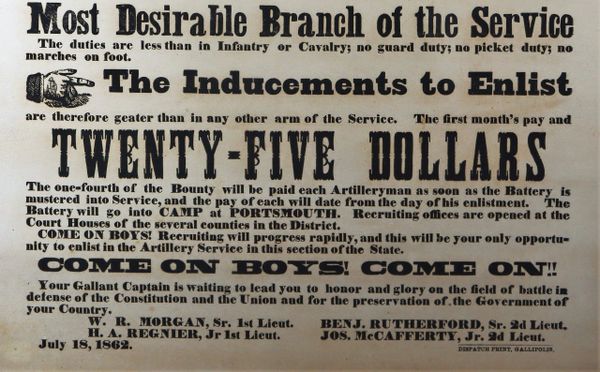 Most Desirable Branch of the Service
The duties are less than in Infantry or Cavalry; no guard duty; no picket duty; no
marches on foot.
The Inducements to Enlist
are therefore geater than in any other arm of the Service. The first month's pay and
TWENTY-FIVE DOLLARS
The one-fourth of the Bounty will be paid each Artilleryman as soon as the Battery is
mustered into Service, and the pay of each will date from the day of his enlistment. The
Battery will go into CAMP at PORTSMOUTH. Recruiting offices are opened at the
Court Houses of the several counties in the District.
COME ON BOYS! Recruiting will progress rapidly, and this will be your only opportu-
nity to enlist in the Artillery Service in this section of the State.
COME ON BOYS! COME ON!!
Your Gallant Captain is waiting to lead you to honor and glory on the field of battle in
defense of the Constitution and the Union and for the preservation of the Government of
your Country.
W. R. MORGAN, Sr. 1st Lieut. BENJ. RUTHERFORD, Sr. 2d Lieut.
H. A. REGNIER, Jr 1st Lieut. JOS. McCAFFERTY, Jr. 2d Lieut.
July 18, 1862.
DISPATCH PRINT, GALLIPOLIS.